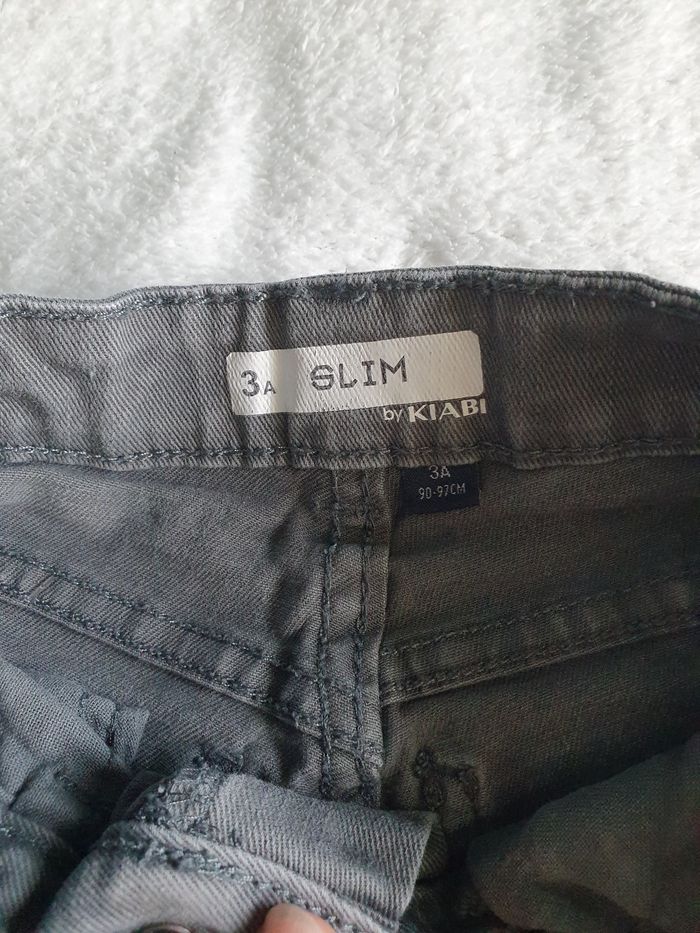 3A SLIM
by KIABI
3A
90-97CM